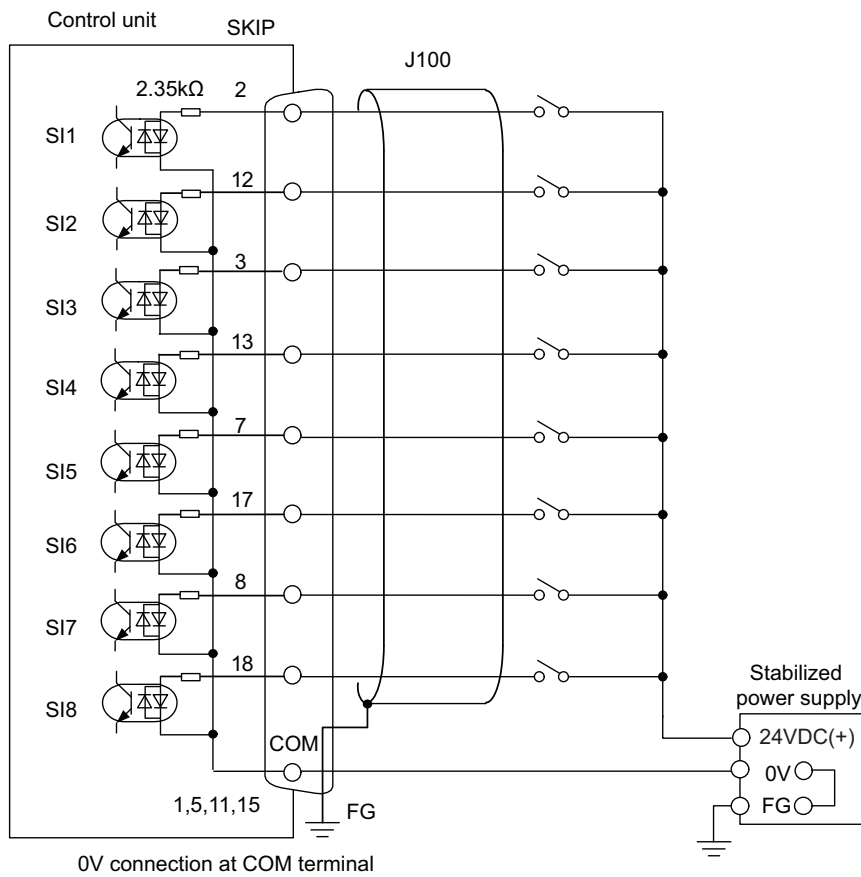 Control unit
SKIP
J100
2.35kΩ
2
SI1
12
SI2
3
SI3
13
SI4
7
SI5
17
SI6
8
SI7
18
SI8
Stabilized
power supply
24VDC(+)
COM
0V
1,5,11,15
FG
FG
0V connection at COM terminal